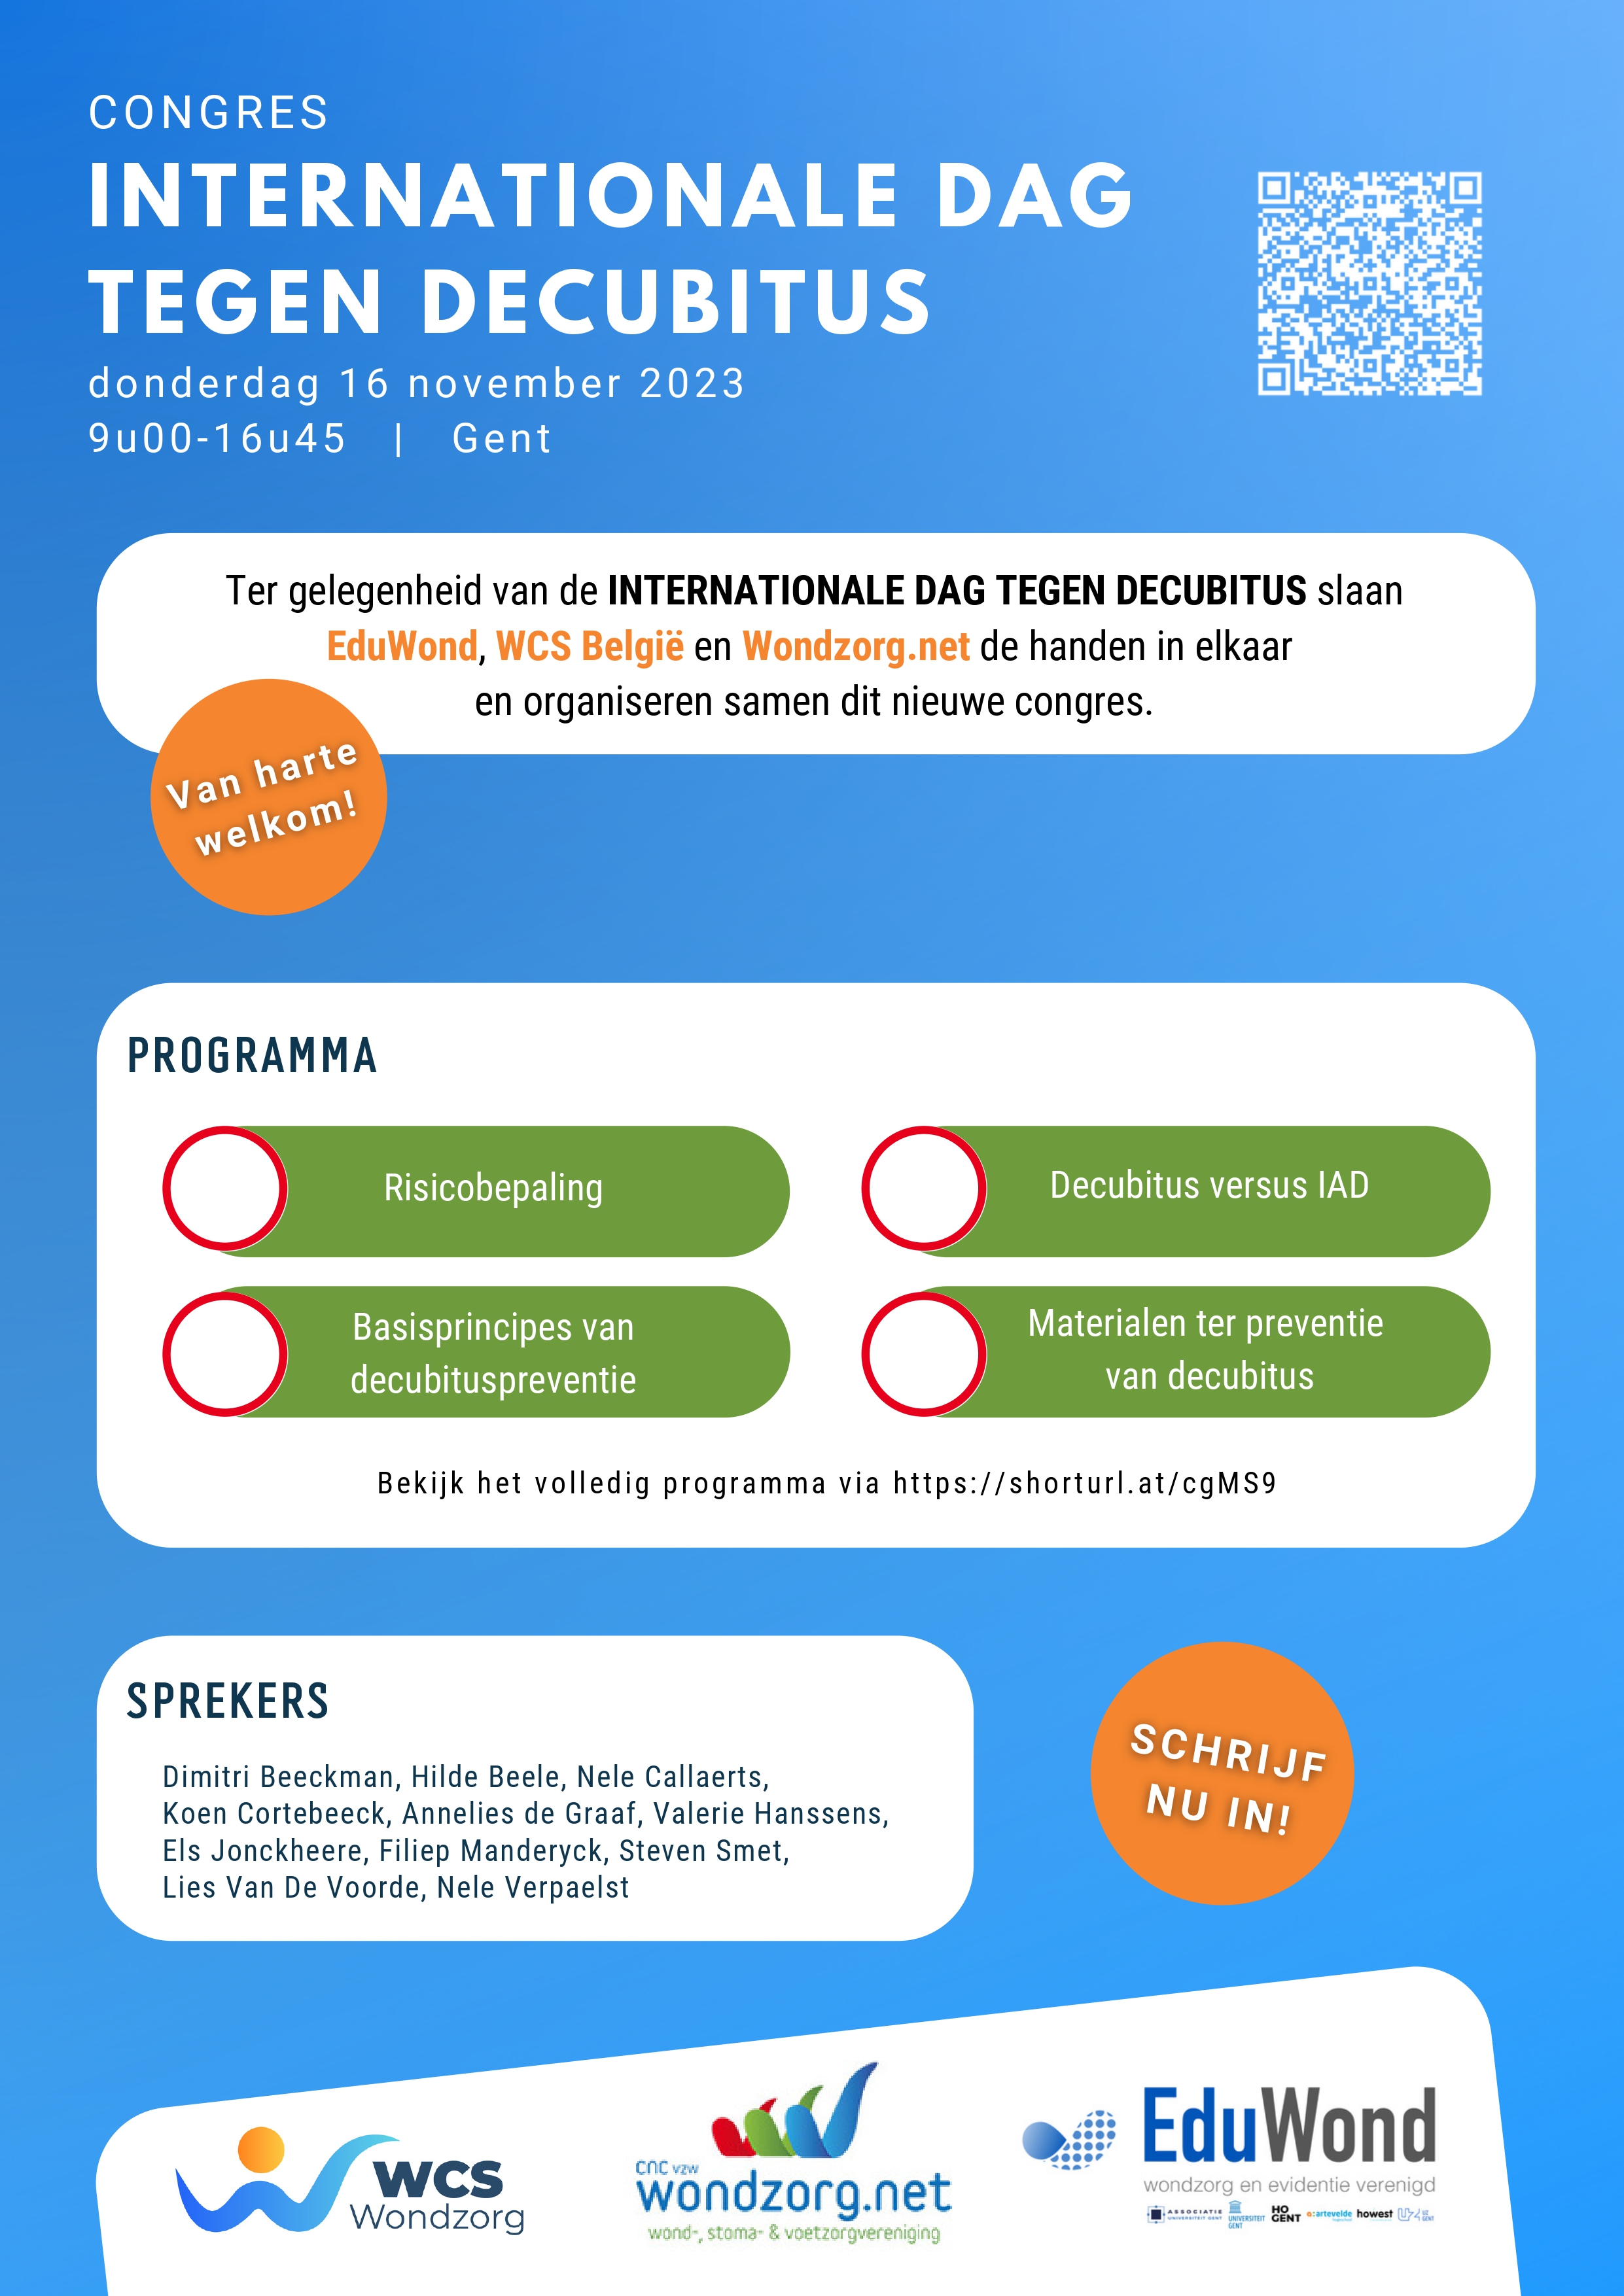 CONGRES
INTERNATIONALE DAG
TEGEN DECUBITUS
donderdag 16 november 2023
9u00-16u45 | Gent
Ter gelegenheid van de INTERNATIONALE DAG TEGEN DECUBITUS slaan
EduWond, WCS België en Wondzorg.net de handen in elkaar
en organiseren samen dit nieuwe congres.
Van harte
welkom!
PROGRAMMA
Risicobepaling
Decubitus versus IAD
Basisprincipes van
decubituspreventie
Materialen ter preventie
van decubitus
Bekijk het volledig programma via https://shorturl.at/cgMS9
SPREKERS
Dimitri Beeckman, Hilde Beele, Nele Callaerts,
Koen Cortebeeck, Annelies de Graaf, Valerie Hanssens,
Els Jonckheere, Filiep Manderyck, Steven Smet,
Lies Van De Voorde, Nele Verpaelst
SCHRIJF
NU IN!
WCS
Wondzorg
CNC vzw
wondzorg.net
wond-, stoma- & voetzorgvereniging
EduWond
wondzorg en evidentie verenigd
ASSOCIATIE
UNIVERSITEIT GENT
UNIVERSITEIT
GENT
HO
GENT
artevelde
howest
UZ
GENT